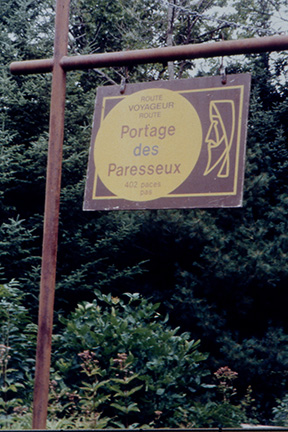 ROUTE
VOYAGEUR
ROUTE
Portage
des
Paresseux
402 paces
pas